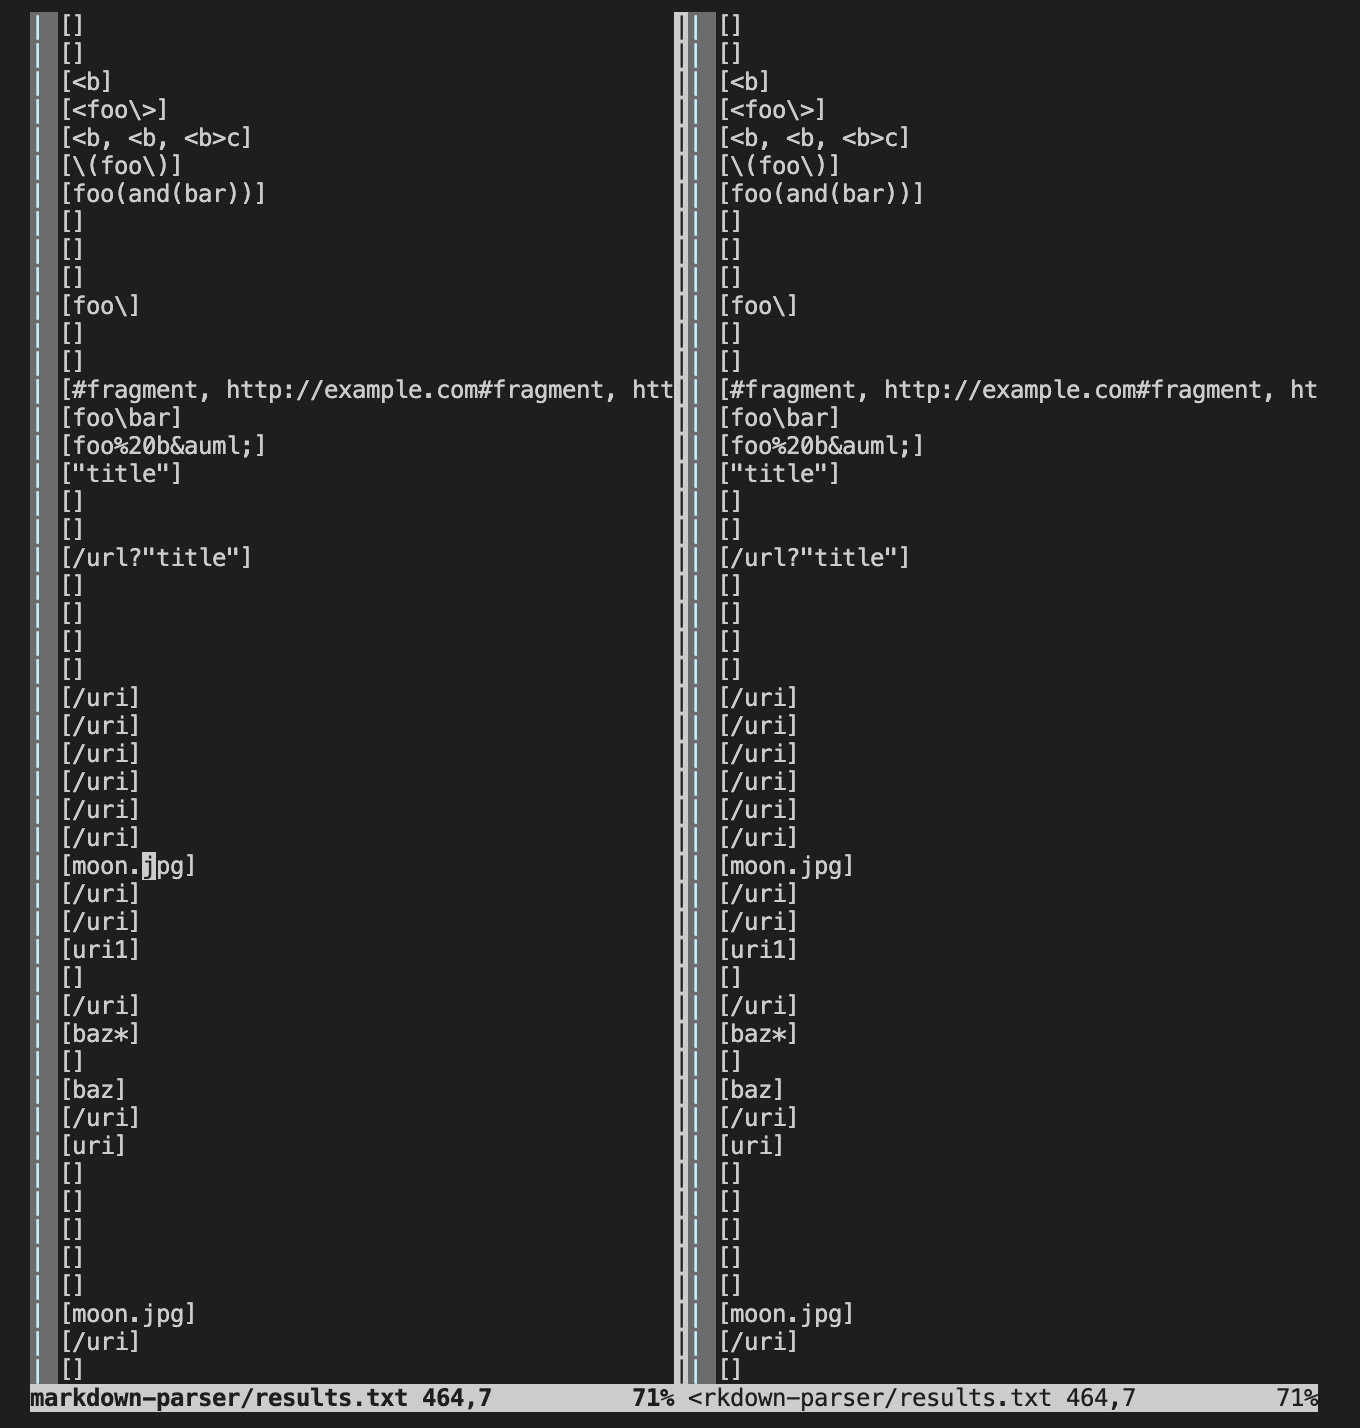 [] []
[] []
[<b] [<b]
[<foo\>] [<foo\>]
[<b, <b, <b>c] [<b, <b, <b>c]
[\(foo\)] [\(foo\)]
[foo(and(bar))] [foo(and(bar))]
[] []
[] []
[] []
[foo\] [foo\]
[] []
[] []
[#fragment, http://example.com#fragment, htt [#fragment, http://example.com#fragment, ht
[foo\bar] [foo\bar]
[foo%20b&auml;] [foo%20b&auml;]
["title"] ["title"]
[] []
[] []
[/url?"title"] [/url?"title"]
[] []
[] []
[] []
[] []
[/uri] [/uri]
[/uri] [/uri]
[/uri] [/uri]
[/uri] [/uri]
[/uri] [/uri]
[/uri] [/uri]
[moon.jpg] [moon.jpg]
[/uri] [/uri]
[/uri] [/uri]
[uri1] [uri1]
[] []
[/uri] [/uri]
[baz*] [baz*]
[] []
[baz] [baz]
[/uri] [/uri]
[uri] [uri]
[] []
[] []
[] []
[] []
[] []
[moon.jpg] [moon.jpg]
[/uri] [/uri]
[] []
markdown-parser/results.txt 464,7 71% <rkdown-parser/results.txt 464,7 71%